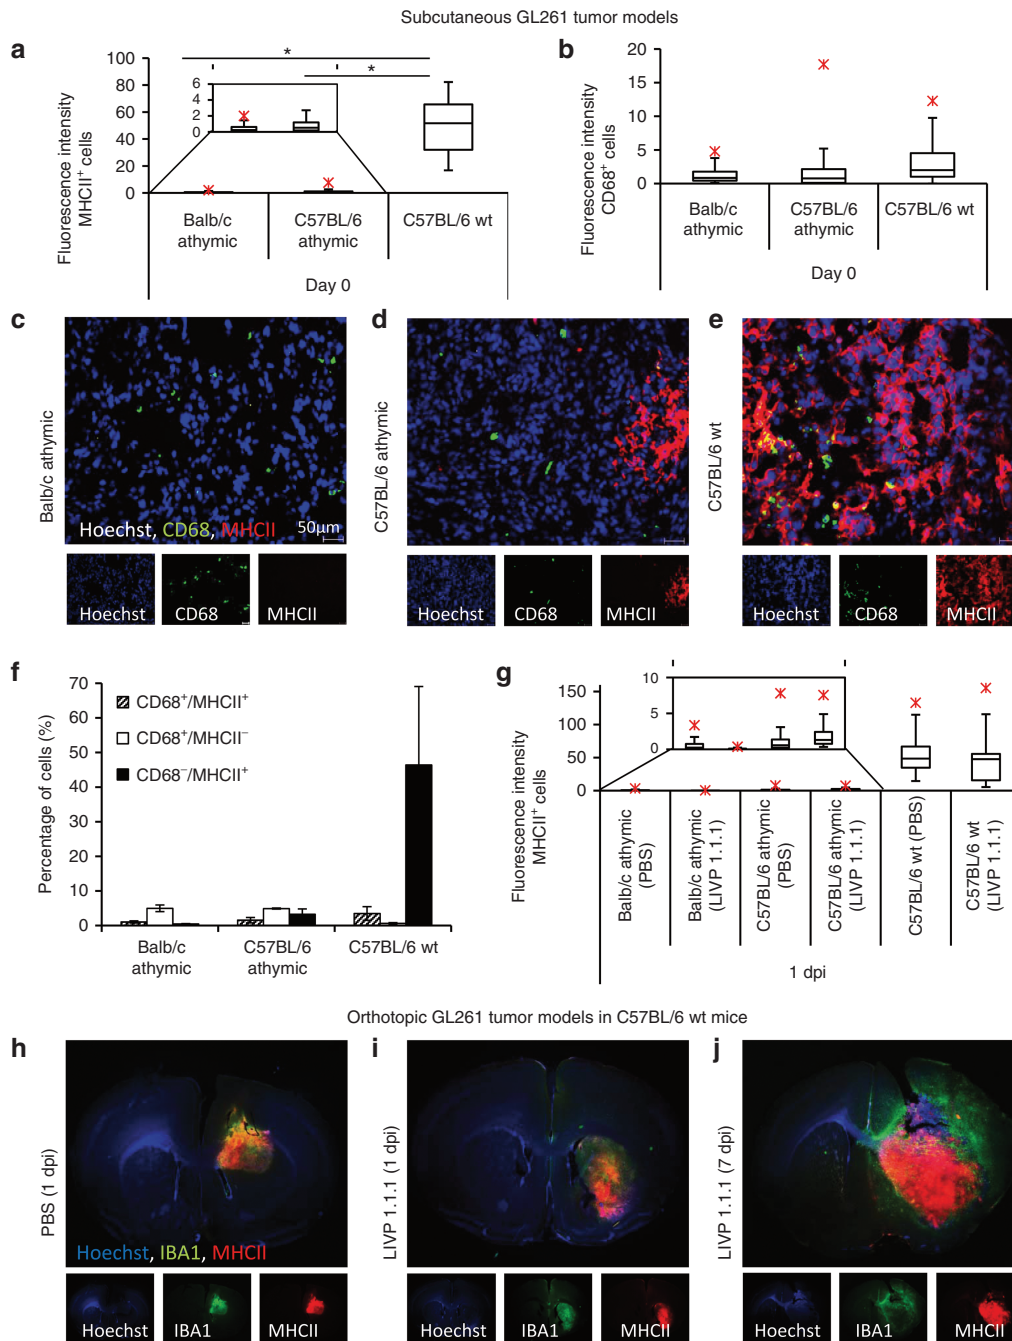 Subcutaneous GL261 tumor models
a
Fluorescence intensity
MHCII+ cells
100
80
60
40
20
0
6
4
2
0
*
*
Balb/c
athymic
C57BL/6
athymic
C57BL/6 wt
Day 0
b
Fluorescence intensity
CD68+ cells
20
15
10
5
0
Balb/c
athymic
C57BL/6
athymic
C57BL/6 wt
Day 0
c
Balb/c athymic
Hoechst, CD68, MHCII
50µm
Hoechst
CD68
MHCII
d
C57BL/6 athymic
Hoechst
CD68
MHCII
e
C57BL/6 wt
Hoechst
CD68
MHCII
f
Percentage of cells (%)
70
60
50
40
30
20
10
0
CD68+/MHCII+
CD68+/MHCII−
CD68−/MHCII+
Balb/c
athymic
C57BL/6
athymic
C57BL/6 wt
g
Fluorescence intensity
MHCII+ cells
150
100
50
0
10
5
0
Balb/c athymic
(PBS)
Balb/c athymic
(LIVP 1.1.1)
C57BL/6 athymic
(PBS)
C57BL/6 athymic
(LIVP 1.1.1)
C57BL/6 wt (PBS)
C57BL/6 wt
(LIVP 1.1.1)
1 dpi
Orthotopic GL261 tumor models in C57BL/6 wt mice
h
PBS (1 dpi)
Hoechst, IBA1, MHCII
Hoechst
IBA1
MHCII
i
LIVP 1.1.1 (1 dpi)
Hoechst
IBA1
MHCII
j
LIVP 1.1.1 (7 dpi)
Hoechst
IBA1
MHCII